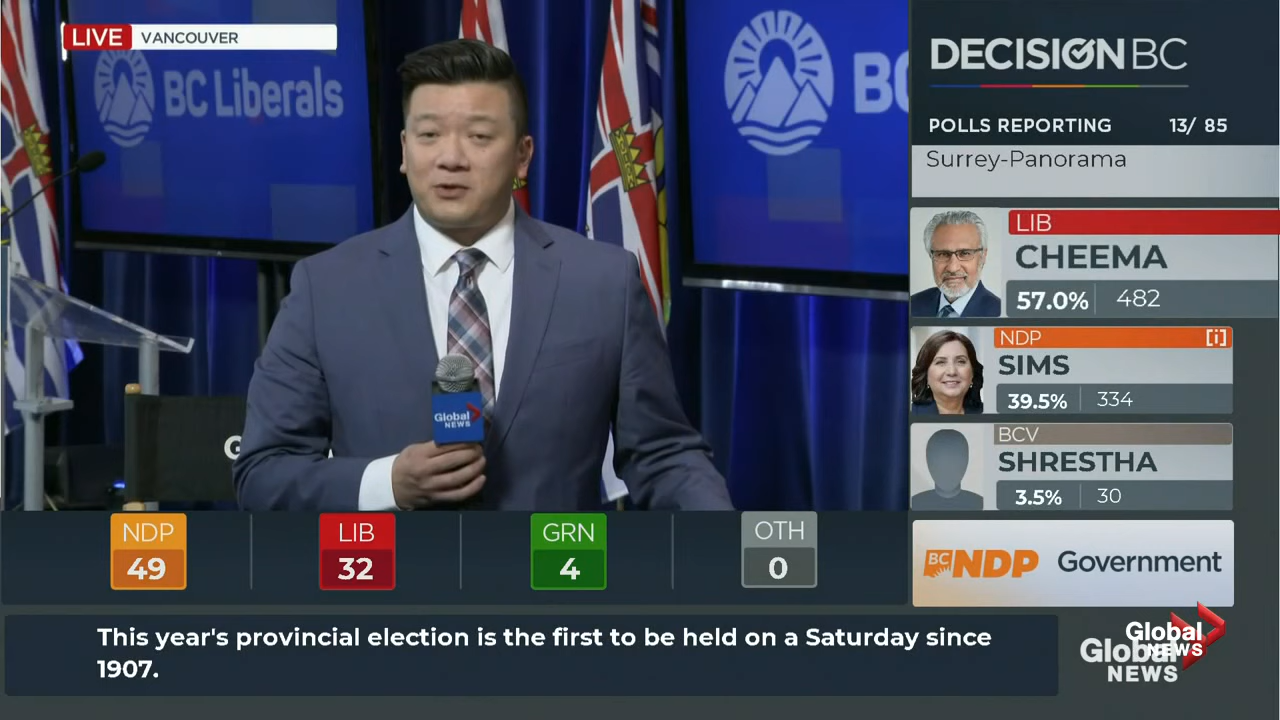 LIVE VANCOUVER
BC Liberals
BC
Global
NEWS
G
DECISION BC
POLLS REPORTING 13/ 85
Surrey-Panorama
LIB
CHEEMA
57.0% 482
NDP [i]
SIMS
39.5% 334
BCV
SHRESTHA
3.5% 30
BC NDP Government
NDP LIB GRN OTH
49 32 4 0
This year's provincial election is the first to be held on a Saturday since
1907.
Global
NEWS
Global
NEWS